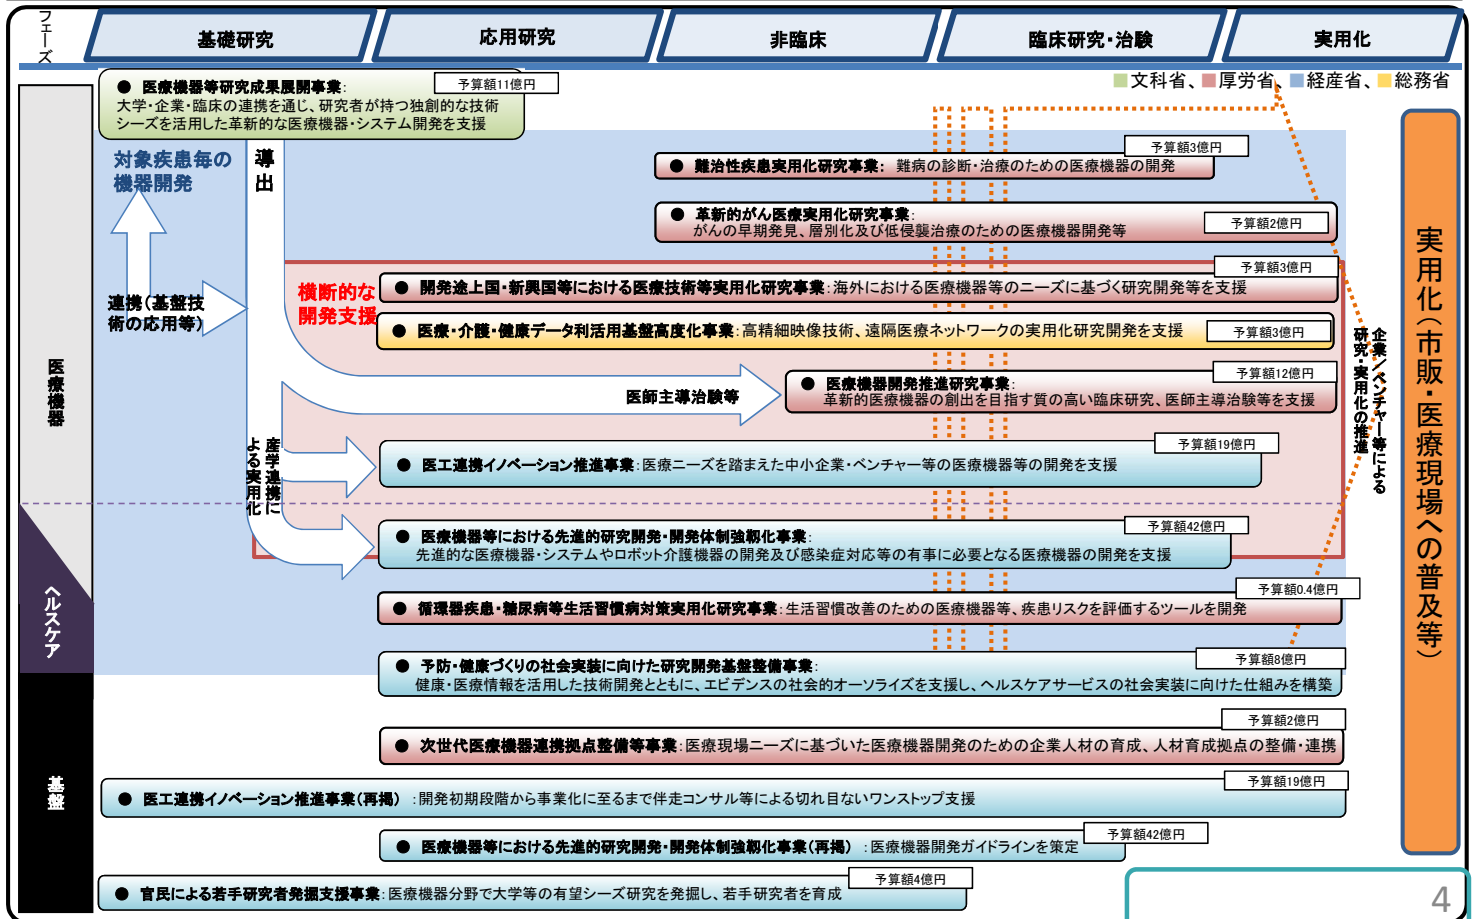 フェーズ
基礎研究
応用研究
非臨床
臨床研究・治験
実用化
■文科省、■厚労省、■経産省、■総務省
● 医療機器等研究成果展開事業:
予算額11億円
大学・企業・臨床の連携を通じ、研究者が持つ独創的な技術
シーズを活用した革新的な医療機器・システム開発を支援
対象疾患毎の
機器開発
導出
予算額3億円
● 難治性疾患実用化研究事業: 難病の診断・治療のための医療機器の開発
● 革新的がん医療実用化研究事業:
がんの早期発見、層別化及び低侵襲治療のための医療機器開発等
予算額2億円
連携(基盤技
術の応用等)
横断的な
開発支援
予算額3億円
● 開発途上国・新興国等における医療技術等実用化研究事業:海外における医療機器等のニーズに基づく研究開発等を支援
● 医療・介護・健康データ利活用基盤高度化事業:高精細映像技術、遠隔医療ネットワークの実用化研究開発を支援
予算額3億円
医師主導治験等
予算額12億円
● 医療機器開発推進研究事業:
革新的医療機器の創出を目指す質の高い臨床研究、医師主導治験等を支援
産学連携に
よる実用化
予算額19億円
● 医工連携イノベーション推進事業:医療ニーズを踏まえた中小企業・ベンチャー等の医療機器等の開発を支援
予算額42億円
● 医療機器等における先進的研究開発・開発体制強靱化事業:
先進的な医療機器・システムやロボット介護機器の開発及び感染症対応等の有事に必要となる医療機器の開発を支援
予算額0.4億円
● 循環器疾患・糖尿病等生活習慣病対策実用化研究事業:生活習慣改善のための医療機器等、疾患リスクを評価するツールを開発
予算額8億円
● 予防・健康づくりの社会実装に向けた研究開発基盤整備事業:
健康・医療情報を活用した技術開発とともに、エビデンスの社会的オーソライズを支援し、ヘルスケアサービスの社会実装に向けた仕組みを構築
予算額2億円
● 次世代医療機器連携拠点整備等事業:医療現場ニーズに基づいた医療機器開発のための企業人材の育成、人材育成拠点の整備・連携
予算額19億円
● 医工連携イノベーション推進事業(再掲) :開発初期段階から事業化に至るまで伴走コンサル等による切れ目ないワンストップ支援
予算額42億円
● 医療機器等における先進的研究開発・開発体制強靱化事業(再掲) :医療機器開発ガイドラインを策定
予算額4億円
● 官民による若手研究者発掘支援事業:医療機器分野で大学等の有望シーズ研究を発掘し、若手研究者を育成
医療機器
ヘルスケア
基盤
企業/ベンチャー等による
研究・実用化の推進
実用化(市販・医療現場への普及等)
4